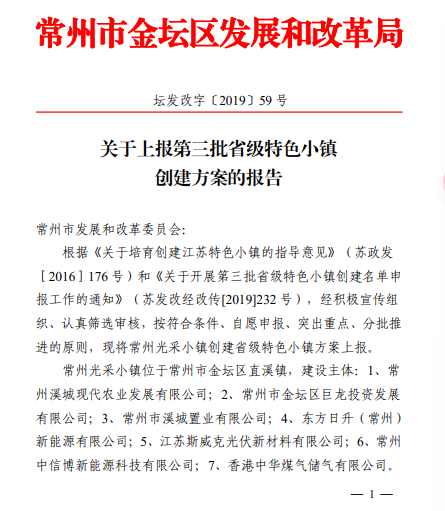 常州市金坛区发展和改革局
坛发改字〔2019〕59 号
关于上报第三批省级特色小镇
创建方案的报告
常州市发展和改革委员会：
根据《关于培育创建江苏特色小镇的指导意见》（苏政发
〔2016〕176 号）和《关于开展第三批省级特色小镇创建名单申
报工作的通知》（苏发改经改传[2019]232 号），经积极宣传组
织、认真筛选审核，按符合条件、自愿申报、突出重点、分批推
进的原则，现将常州光采小镇创建省级特色小镇方案上报。
常州光采小镇位于常州市金坛区直溪镇，建设主体：1、常
州溪城现代农业发展有限公司；2、常州市金坛区巨龙投资发展
有限公司；3、常州市溪城置业有限公司；4、东方日升（常州）
新能源有限公司；5、江苏斯威克光伏新材料有限公司；6、常州
中信博新能源科技有限公司；7、香港中华煤气储气有限公司。
— 1 —